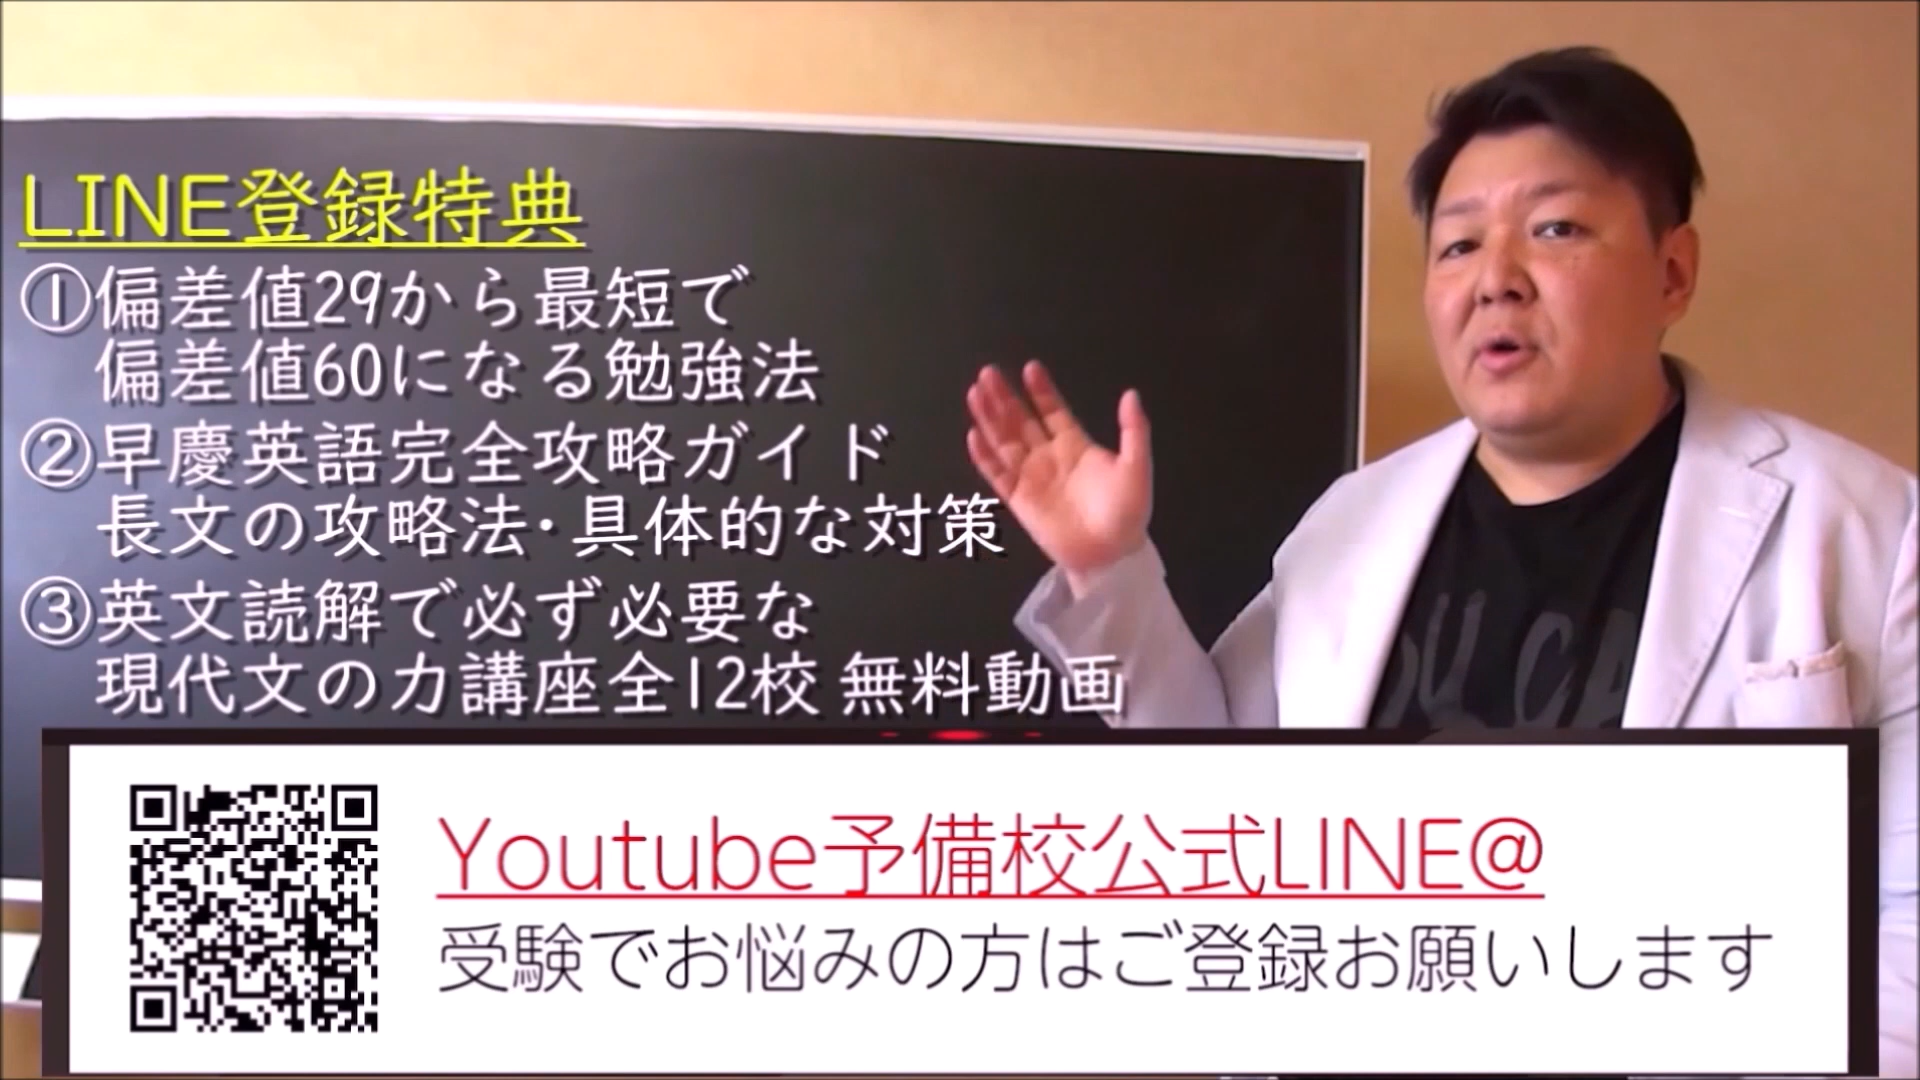 LINE登録特典
①偏差値29から最短で
偏差値60になる勉強法
②早慶英語完全攻略ガイド
長文の攻略法・具体的な対策
③英文読解で必ず必要な
現代文の力講座全12校 無料動画
YOU CA
Youtube予備校公式LINE@
受験でお悩みの方はご登録お願いします